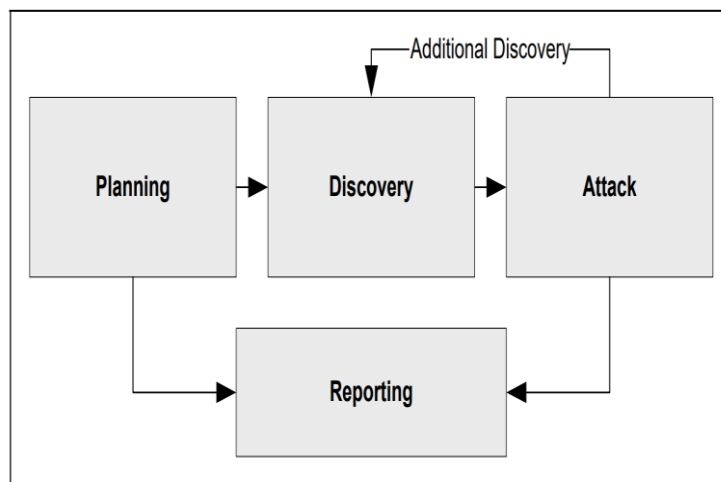 Additional Discovery
Planning
Discovery
Attack
Reporting